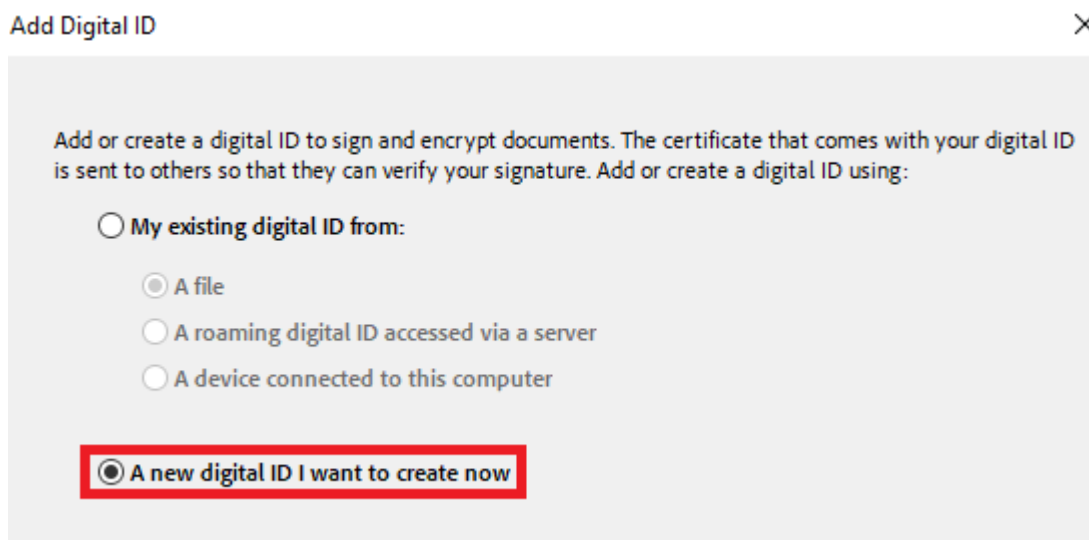 Add Digital ID
Add or create a digital ID to sign and encrypt documents. The certificate that comes with your digital ID
is sent to others so that they can verify your signature. Add or create a digital ID using:
My existing digital ID from:
A file
A roaming digital ID accessed via a server
A device connected to this computer
A new digital ID I want to create now